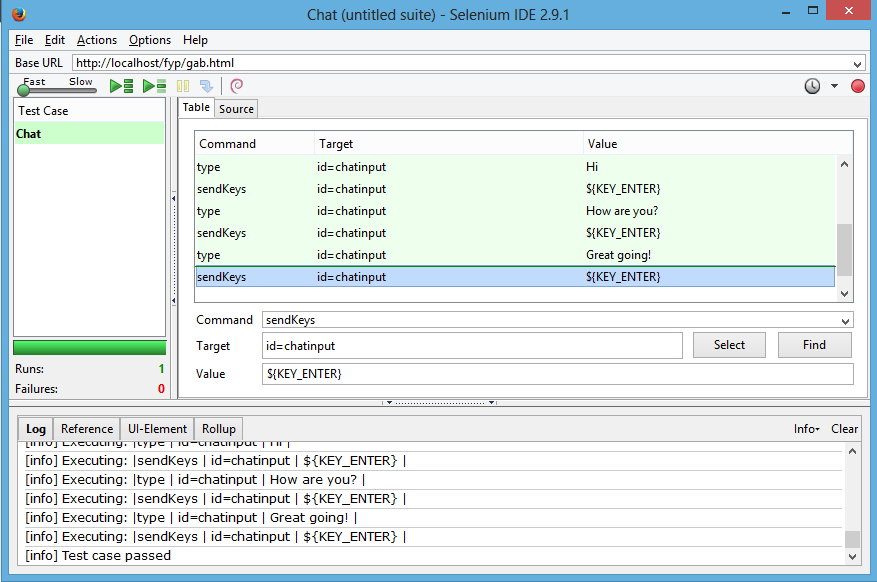 Chat (untitled suite) - Selenium IDE 2.9.1
File Edit Actions Options Help
Base URL http://localhost/fyp/gab.html
Fast Slow
Table Source
Test Case
Chat
Command Target Value
type id=chatinput Hi
sendKeys id=chatinput ${KEY_ENTER}
type id=chatinput How are you?
sendKeys id=chatinput ${KEY_ENTER}
type id=chatinput Great going!
sendKeys id=chatinput ${KEY_ENTER}
Command sendKeys
Target id=chatinput Select Find
Value ${KEY_ENTER}
Runs: 1
Failures: 0
Log Reference UI-Element Rollup Info Clear
[info] Executing: |type | id=chatinput | Hi |
[info] Executing: |sendKeys | id=chatinput | ${KEY_ENTER} |
[info] Executing: |type | id=chatinput | How are you? |
[info] Executing: |sendKeys | id=chatinput | ${KEY_ENTER} |
[info] Executing: |type | id=chatinput | Great going! |
[info] Executing: |sendKeys | id=chatinput | ${KEY_ENTER} |
[info] Test case passed